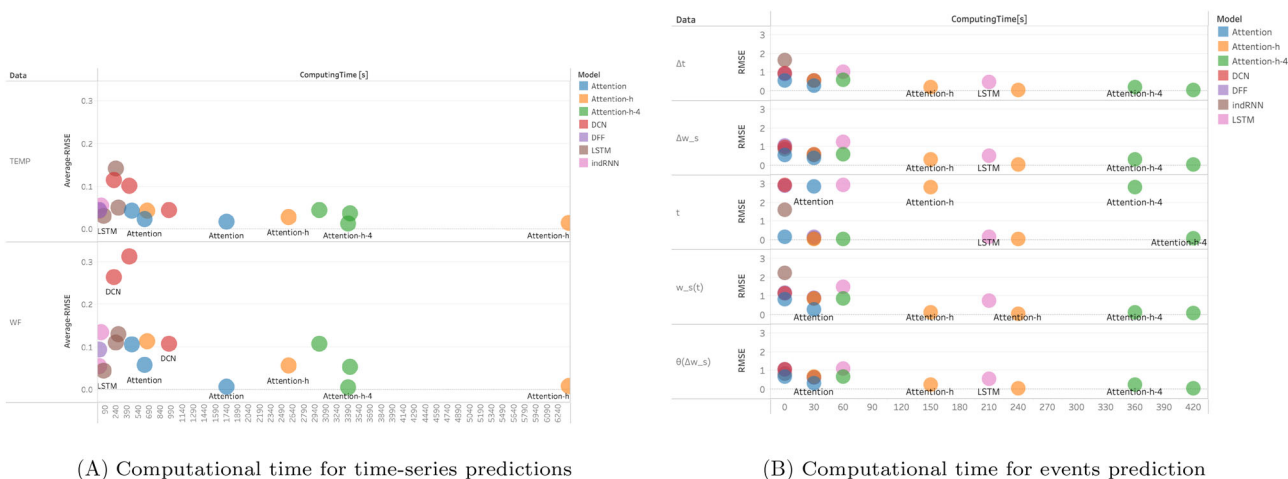 Data
ComputingTime [s]
Model
Attention
Attention-h
Attention-h-4
DCN
DFF
LSTM
indRNN
TEMP
Average-RMSE
0.3
0.2
0.1
0.0
LSTM
Attention
Attention
Attention-h
Attention-h-4
Attention-h
WF
Average-RMSE
0.3
0.2
0.1
0.0
DCN
DCN
LSTM
Attention
Attention
Attention-h
90 240 390 540 690 840 990 1140 1290 1440 1590 1740 1890 2040 2190 2340 2490 2640 2790 2940 3090 3240 3390 3540 3690 3840 3990 4140 4290 4440 4590 4740 4890 5040 5190 5340 5490 5640 5790 5940 6090 6240
(A) Computational time for time-series predictions
Data
ComputingTime[s]
Model
Attention
Attention-h
Attention-h-4
DCN
DFF
indRNN
LSTM
Δt
RMSE
3
2
1
0
Attention-h
LSTM
Attention-h-4
Δw_s
RMSE
3
2
1
0
Attention-h
LSTM
Attention-h-4
t
RMSE
3
2
1
0
Attention
Attention-h
Attention-h-4
LSTM
Attention-h-4
w_s(t)
RMSE
3
2
1
0
Attention
Attention-h
Attention-h
Attention-h-4
θ(Δw_s)
RMSE
3
2
1
0
Attention
Attention-h
LSTM
Attention-h-4
0 30 60 90 120 150 180 210 240 270 300 330 360 390 420
(B) Computational time for events prediction